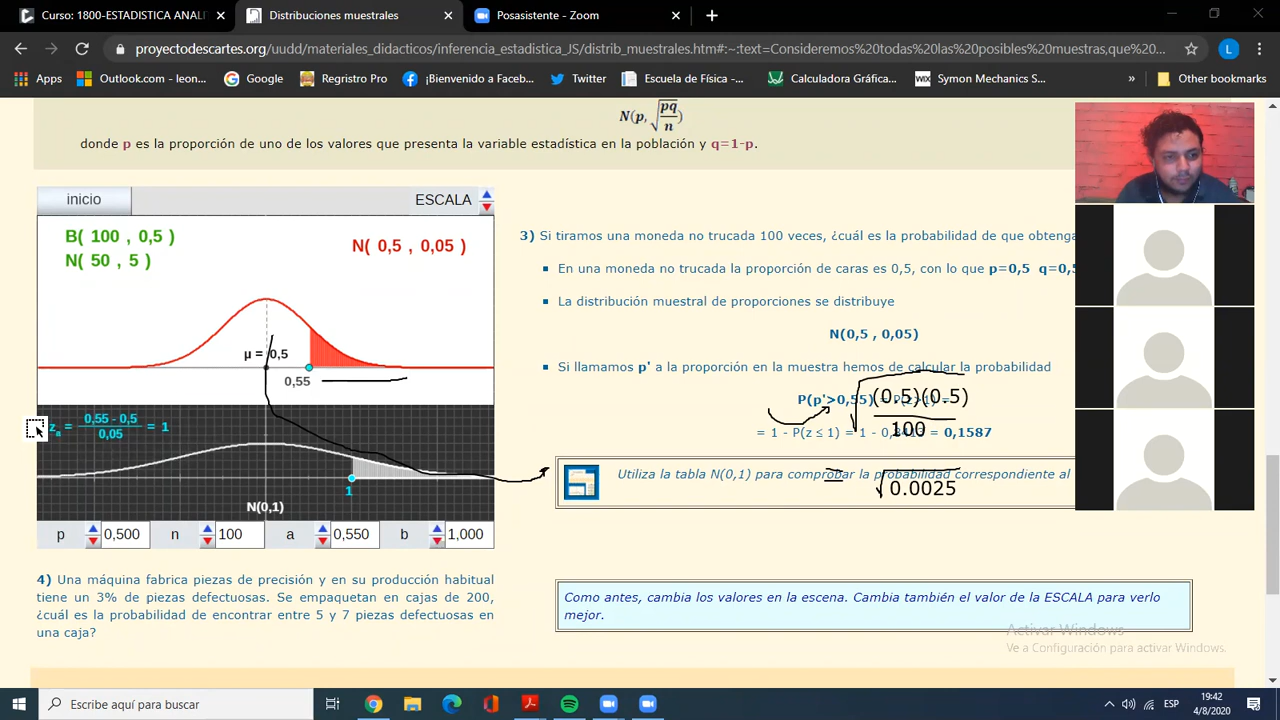 Curso: 1800-ESTADISTICA ANALI
Distribuciones muestrales
Posasistente - Zoom
proyectodescartes.org/uudd/materiales_didacticos/inferencia_estadistica_JS/distrib_muestrales.htm#:~:text=Consideremos%20todas%20las%20posibles%20muestras,que%20...
L
Apps
Outlook.com - leon...
Google
Registro Pro
¡Bienvenido a Faceb...
Twitter
Escuela de Física -...
Calculadora Gráfica...
WIX
Symon Mechanics S...
»
Other bookmarks
N(p,√pq/n)
donde p es la proporción de uno de los valores que presenta la variable estadística en la población y q=1-p.
inicio
ESCALA
B( 100 , 0,5 )
N( 50 , 5 )
N( 0,5 , 0,05 )
µ = 0,5
0,55
0,55 - 0,5
zₐ = = 1
0,05
1
N(0,1)
p 0,500 n 100 a 0,550 b 1,000
3) Si tiramos una moneda no trucada 100 veces, ¿cuál es la probabilidad de que obtenga
En una moneda no trucada la proporción de caras es 0,5, con lo que p=0,5 q=0,5
La distribución muestral de proporciones se distribuye
N(0,5 , 0,05)
Si llamamos p' a la proporción en la muestra hemos de calcular la probabilidad
P(p'>0,55)
(0.5)(0.5)
100
= 1 - P(z ≤ 1) = 1 - 0,8413 = 0,1587
Utiliza la tabla N(0,1) para comprobar la probabilidad correspondiente al
= √0.0025
4) Una máquina fabrica piezas de precisión y en su producción habitual
tiene un 3% de piezas defectuosas. Se empaquetan en cajas de 200,
¿cuál es la probabilidad de encontrar entre 5 y 7 piezas defectuosas en
una caja?
Como antes, cambia los valores en la escena. Cambia también el valor de la ESCALA para verlo
mejor.
Activar Windows
Ve a Configuración para activar Windows.
Escribe aquí para buscar
ESP
19:42
4/8/2020